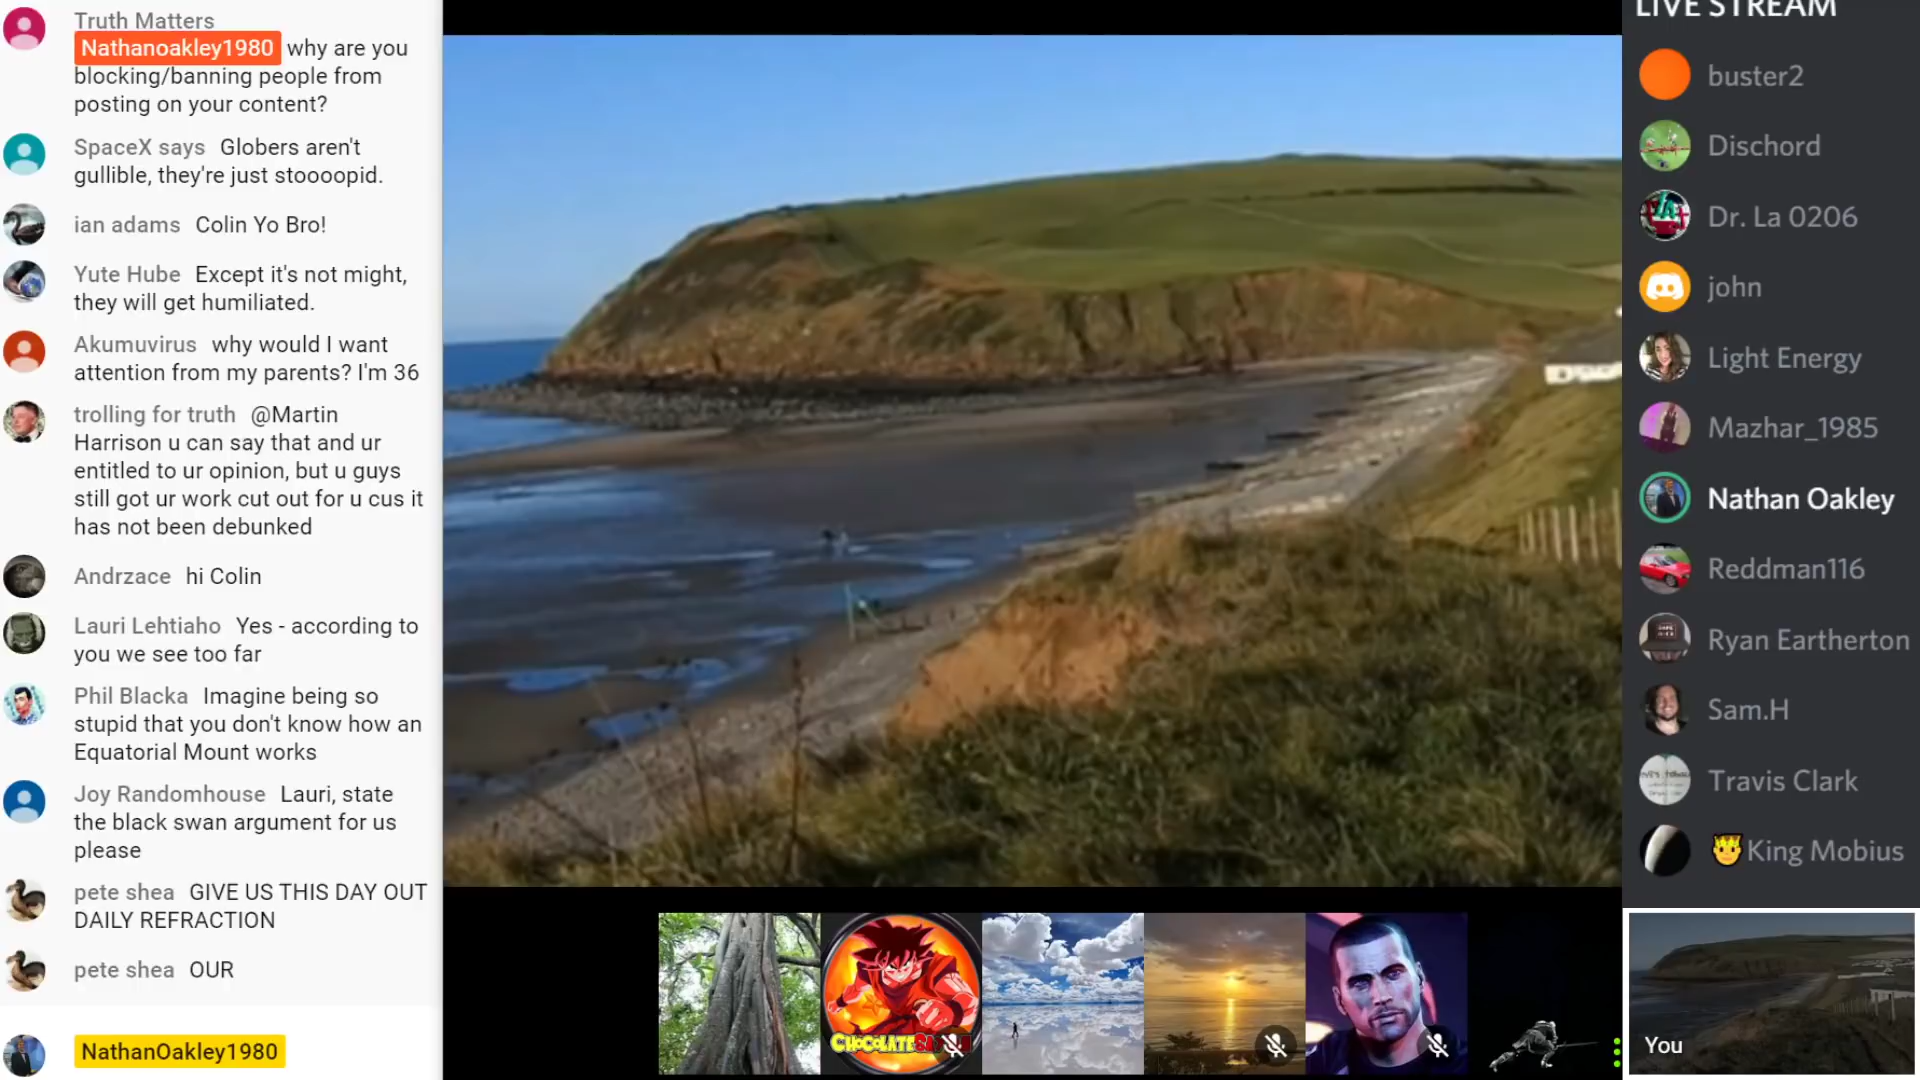 Truth Matters
Nathanoakley1980 why are you
blocking/banning people from
posting on your content?
SpaceX says Globers aren't
gullible, they're just stoooopid.
ian adams Colin Yo Bro!
Yute Hube Except it's not might,
they will get humiliated.
Akumuvirus why would I want
attention from my parents? I'm 36
trolling for truth @Martin
Harrison u can say that and ur
entitled to ur opinion, but u guys
still got ur work cut out for u cus it
has not been debunked
Andrzace hi Colin
Lauri Lehtiaho Yes - according to
you we see too far
Phil Blacka Imagine being so
stupid that you don't know how an
Equatorial Mount works
Joy Randomhouse Lauri, state
the black swan argument for us
please
pete shea GIVE US THIS DAY OUT
DAILY REFRACTION
pete shea OUR
NathanOakley1980
LIVE STREAM
buster2
Dischord
Dr. La 0206
john
Light Energy
Mazhar_1985
Nathan Oakley
Reddman116
Ryan Eartherton
Sam.H
Travis Clark
King Mobius
You